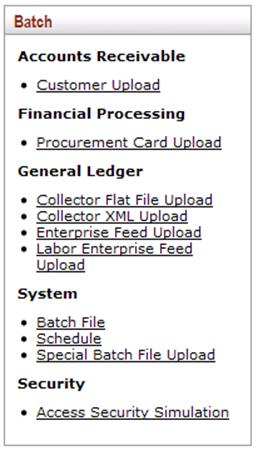 Batch
Accounts Receivable
• Customer Upload
Financial Processing
• Procurement Card Upload
General Ledger
• Collector Flat File Upload
• Collector XML Upload
• Enterprise Feed Upload
• Labor Enterprise Feed
Upload
System
• Batch File
• Schedule
• Special Batch File Upload
Security
• Access Security Simulation